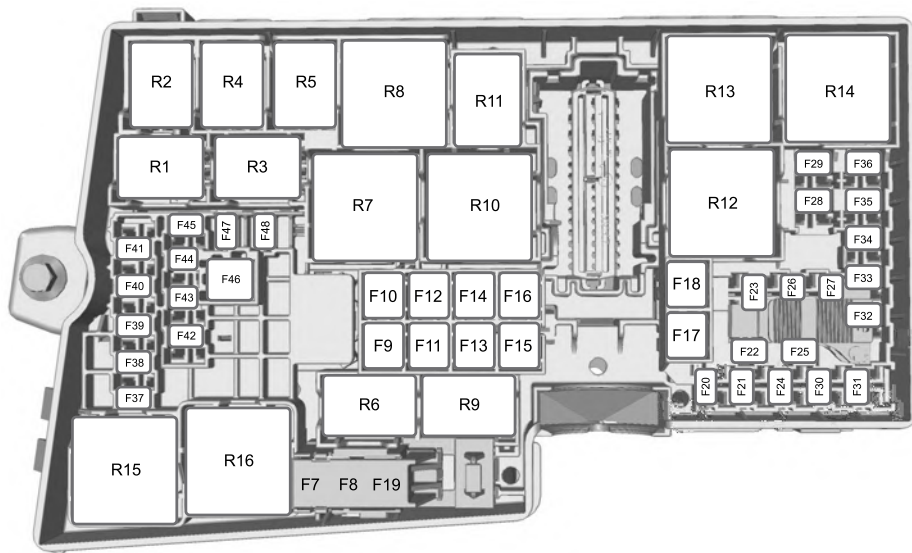 R2 R4 R5 R8 R11 R13 R14
R1 R3 R7 R10 R12 F29 F36
F28 F35
F45 F47 F48 F34
F41 F44
F46 F33
F40 F43 F10 F12 F14 F16 F18 F23 F26 F27
F39 F42 F32
F9 F11 F13 F15 F17
F38 F22 F25
F37 F20 F21 F24 F30 F31
R6 R9
R15 R16
F7 F8 F19